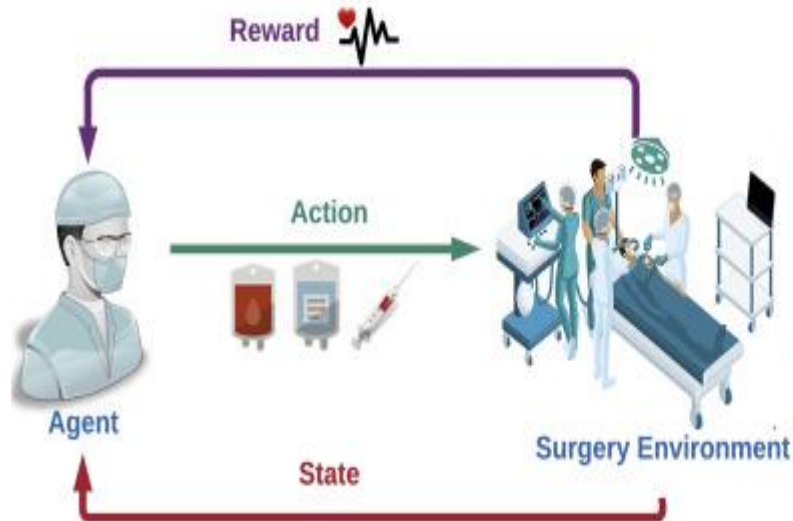 Reward
Action
Agent
Surgery Environment
State